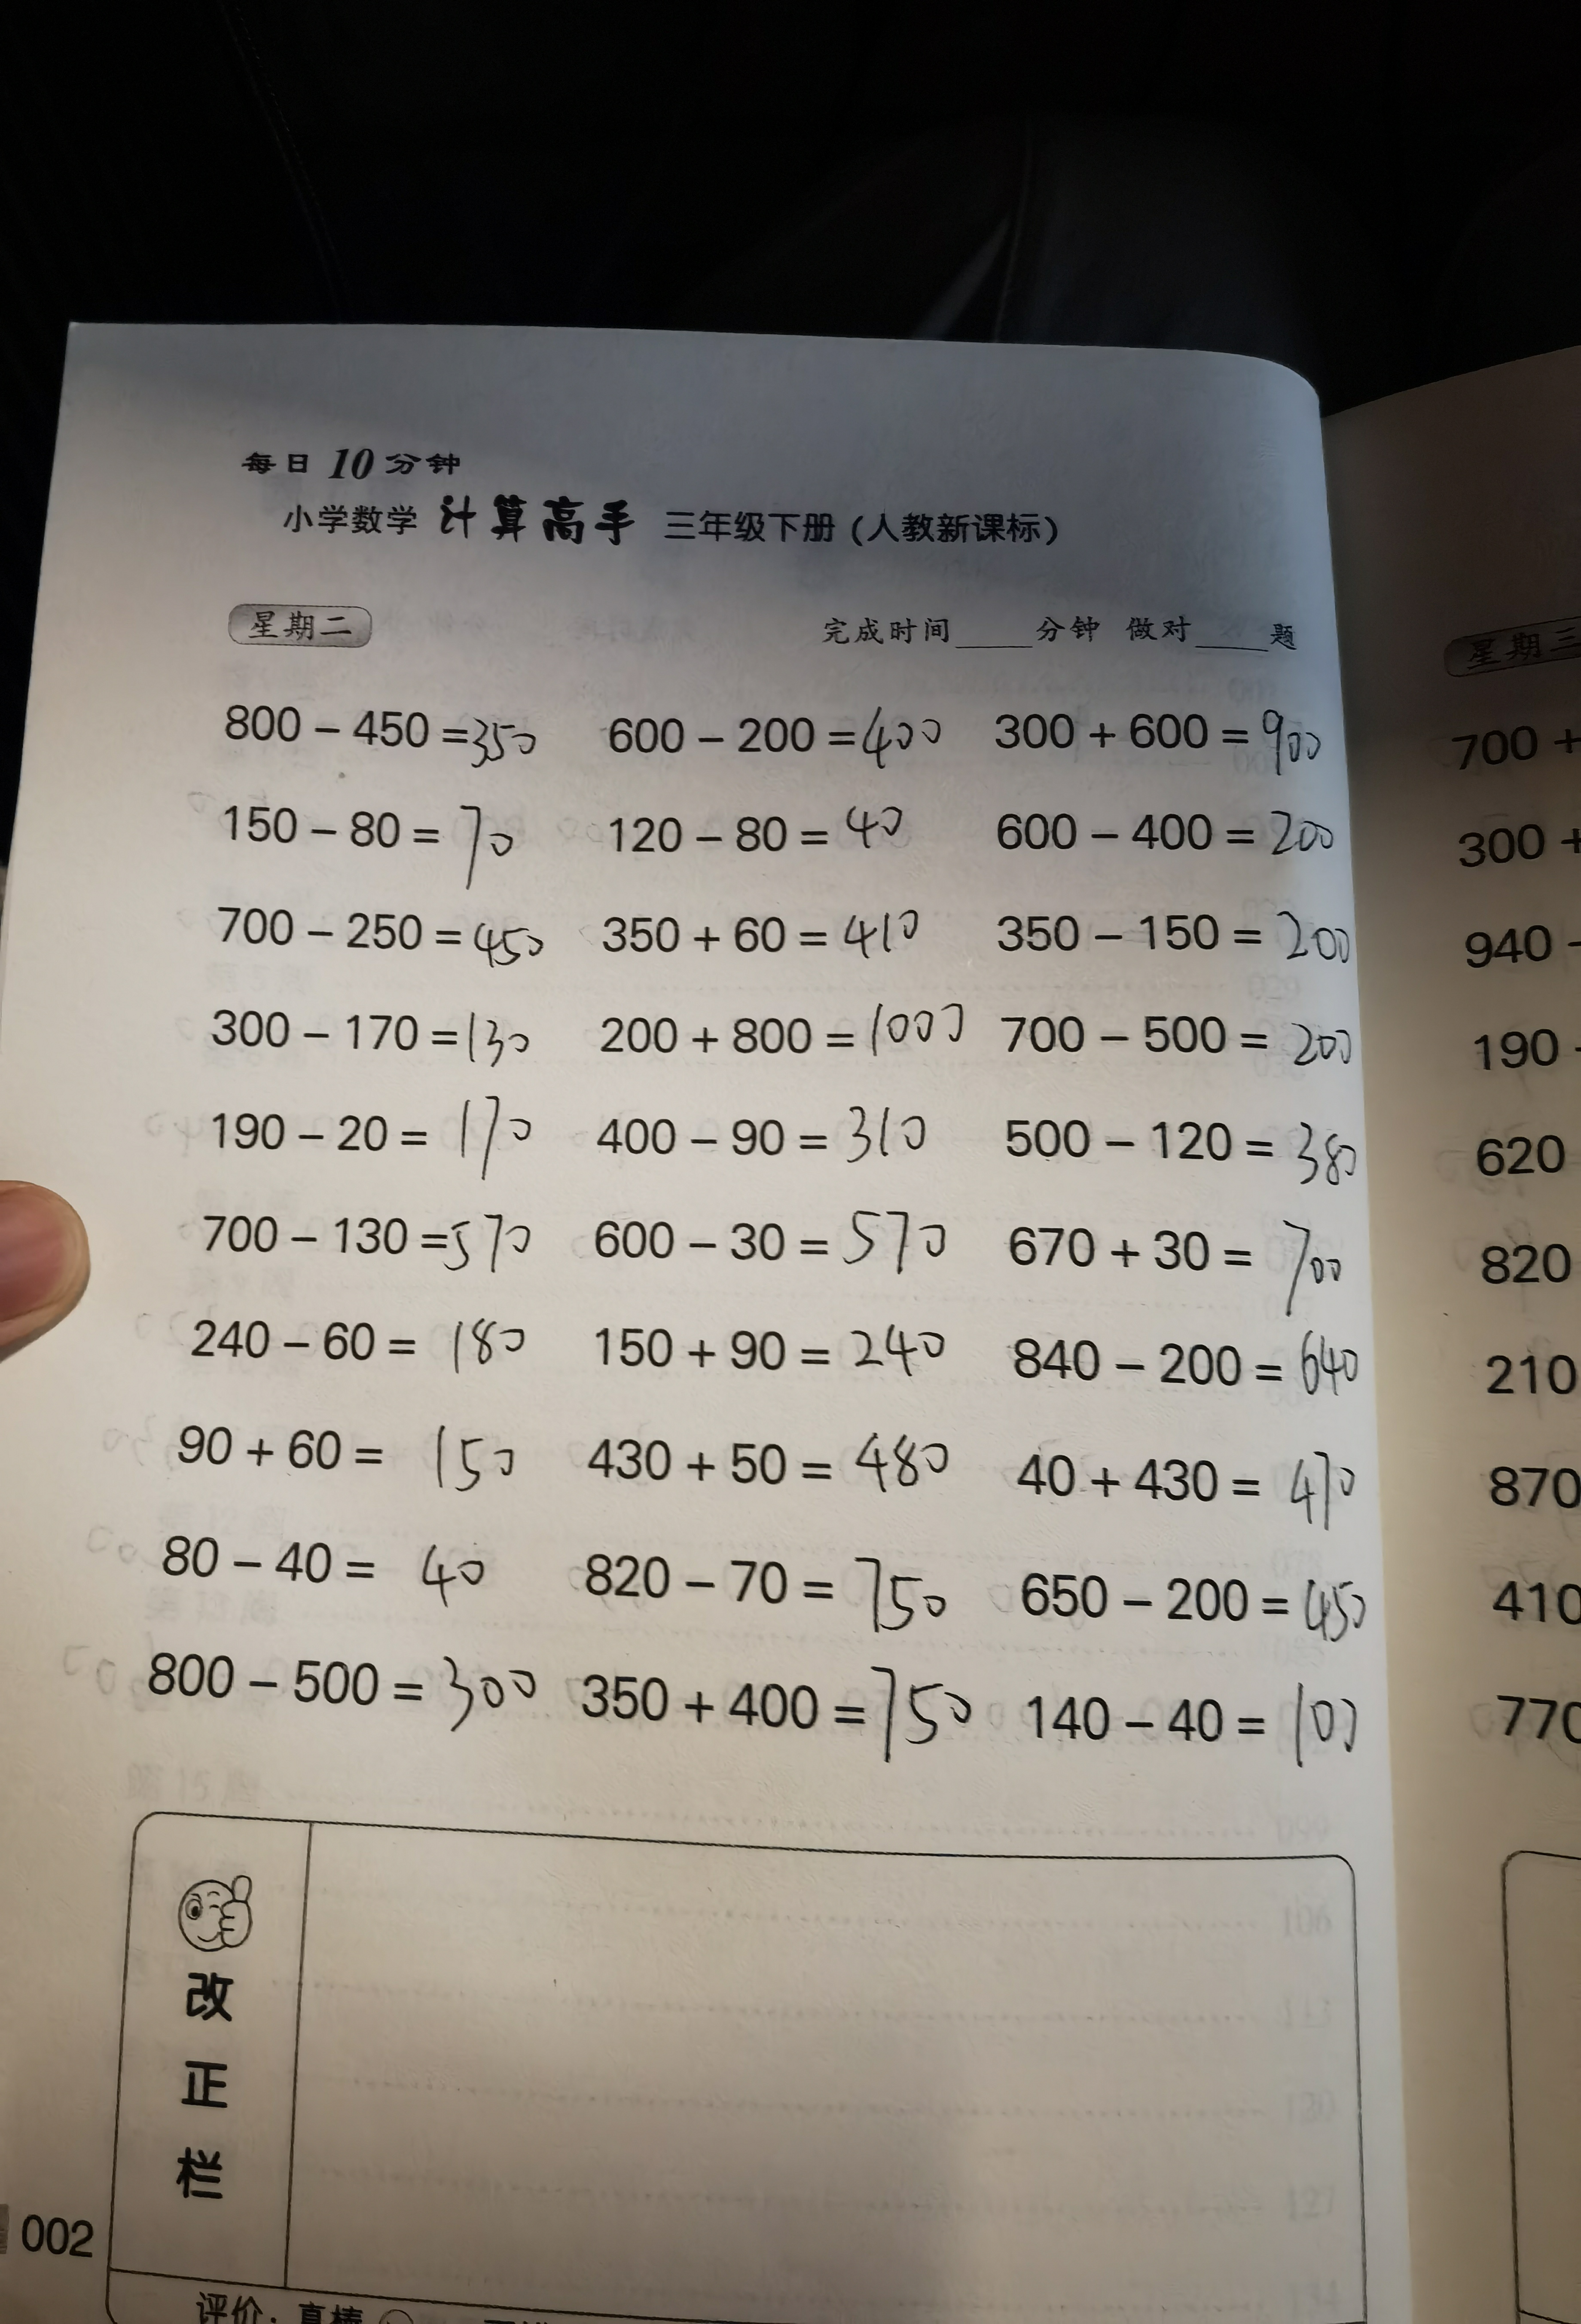 每日10分钟
小学数学 计算高手 三年级下册(人教新课标)
星期二 完成时间_____分钟 做对_____题
800 − 450 = 350 600 − 200 = 400 300 + 600 = 900
150 − 80 = 70 120 − 80 = 40 600 − 400 = 200
700 − 250 = 450 350 + 60 = 410 350 − 150 = 200
300 − 170 = 130 200 + 800 = 1000 700 − 500 = 200
190 − 20 = 170 400 − 90 = 310 500 − 120 = 380
700 − 130 = 570 600 − 30 = 570 670 + 30 = 700
240 − 60 = 180 150 + 90 = 240 840 − 200 = 640
90 + 60 = 150 430 + 50 = 480 40 + 430 = 470
80 − 40 = 40 820 − 70 = 750 650 − 200 = 450
800 − 500 = 300 350 + 400 = 750 140 − 40 = 100
改正栏
002
评价:真棒
星期三
700 +
300 +
940 −
190 -
620
820
210
870
410
770